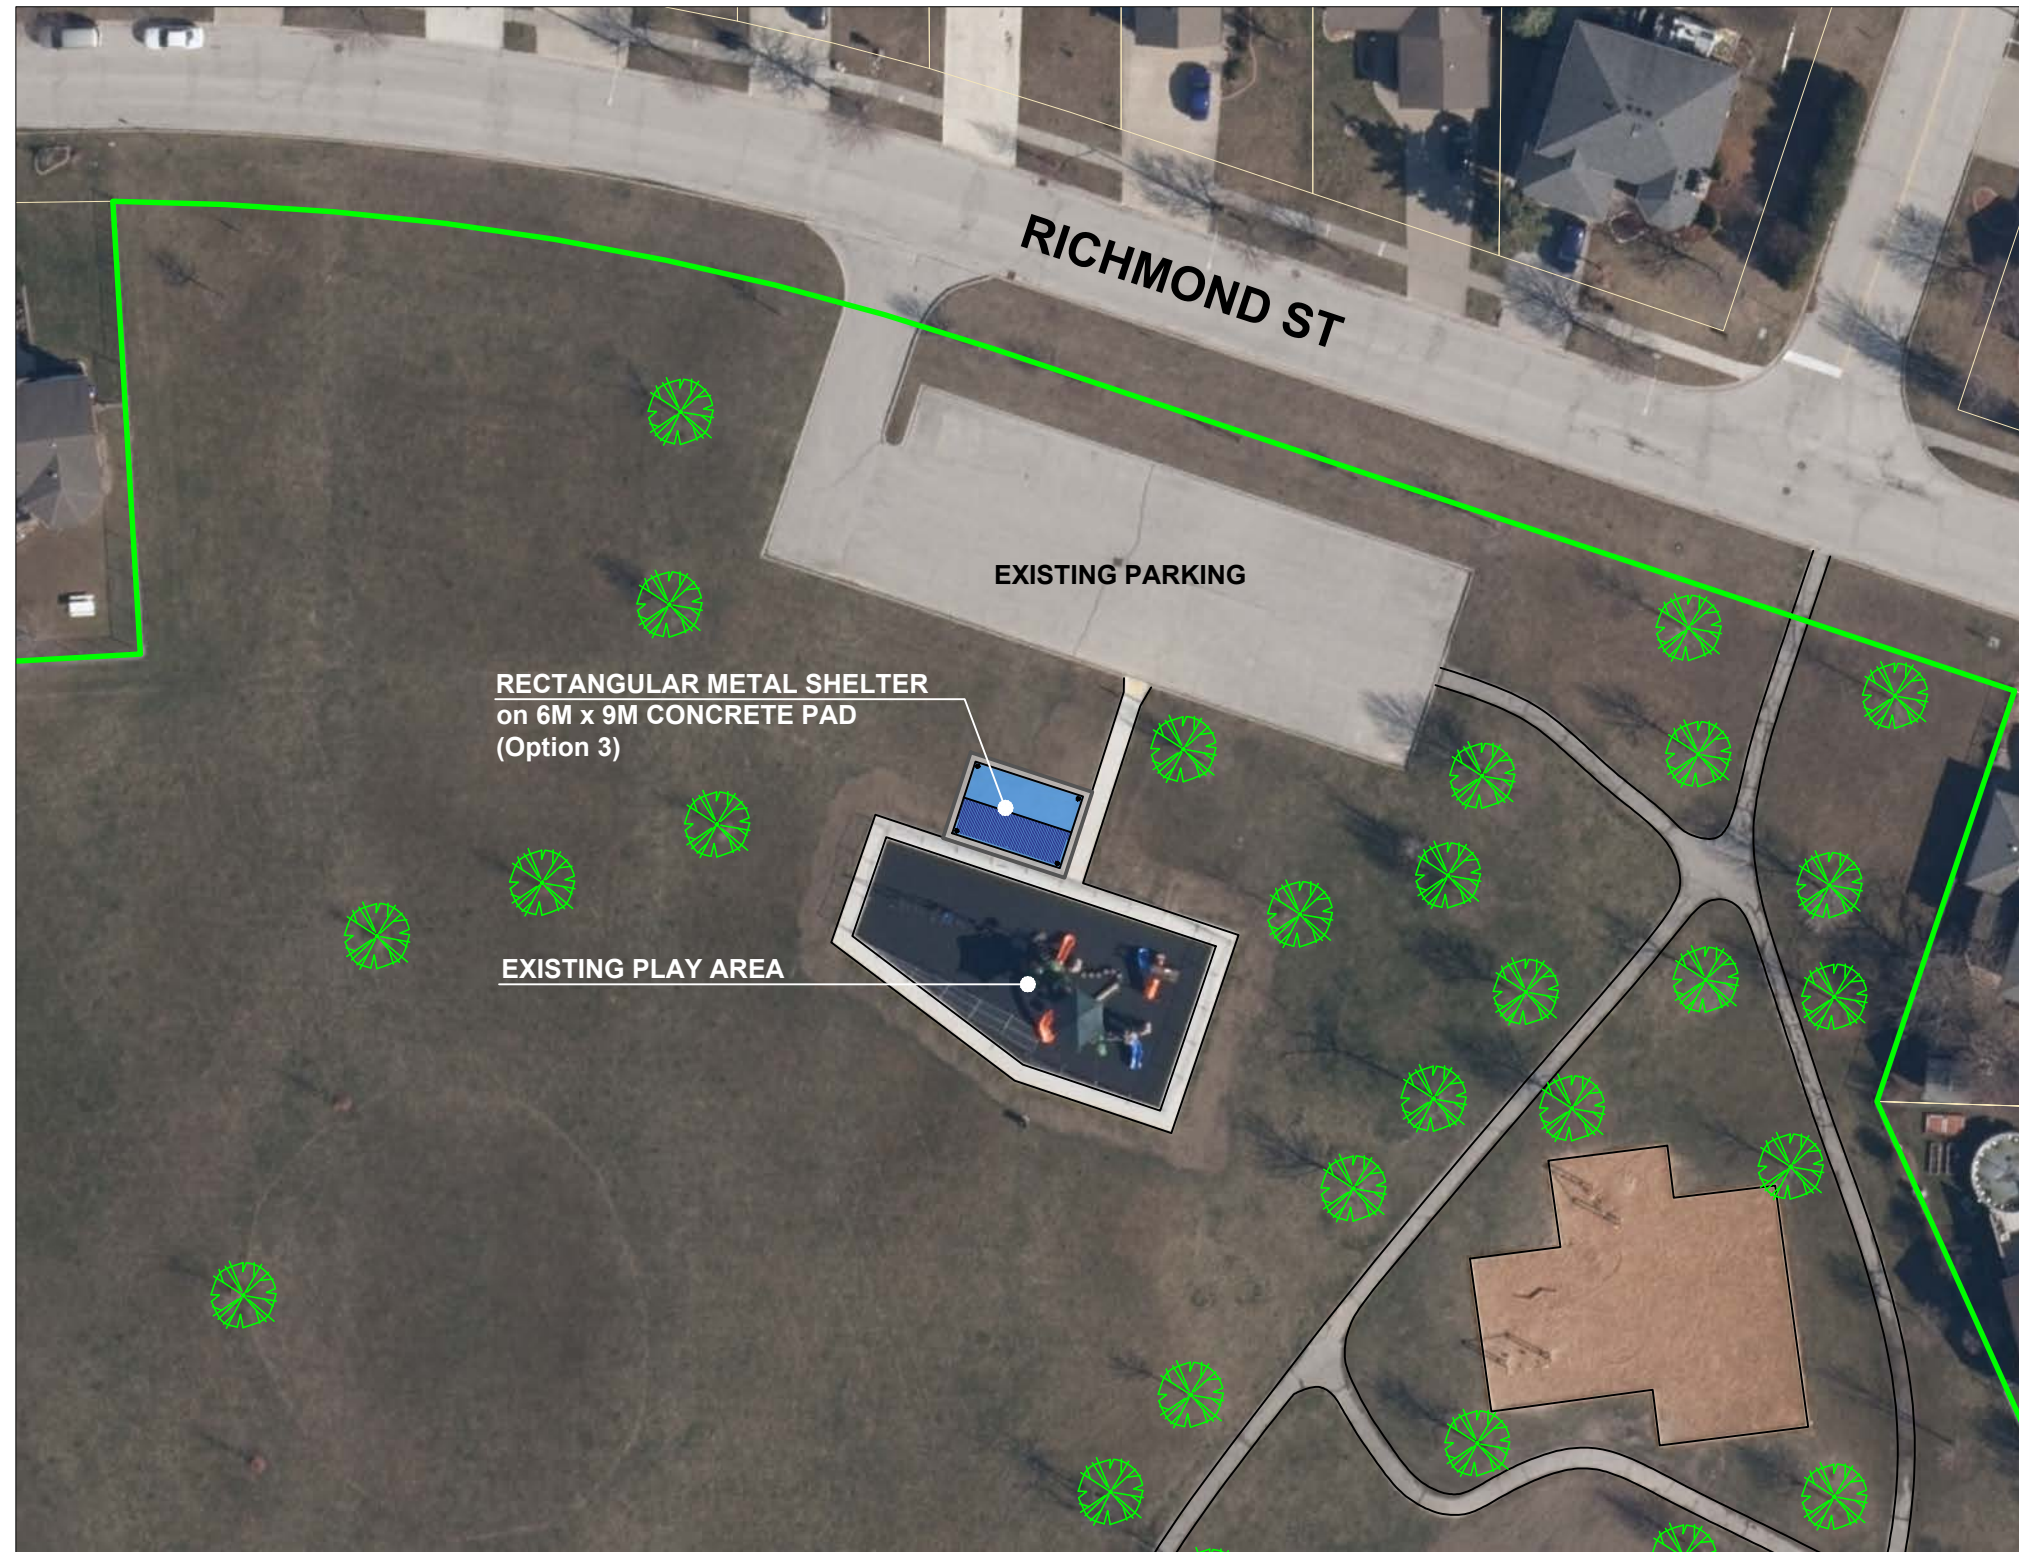 RICHMOND ST
EXISTING PARKING
RECTANGULAR METAL SHELTER
on 6M x 9M CONCRETE PAD
(Option 3)
EXISTING PLAY AREA